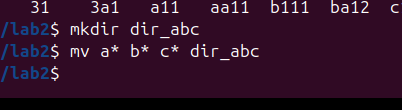 31 3a1 a11 aa11 b111 ba12 c
/lab2$ mkdir dir_abc
/lab2$ mv a* b* c* dir_abc
/lab2$